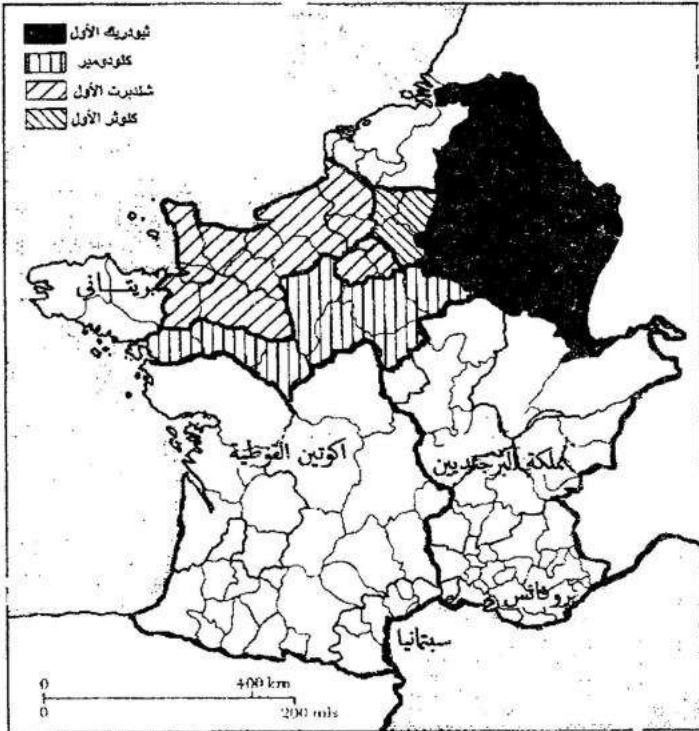 ثيودريك الأول
كلودومير
شلدبرت الأول
كلوثر الأول
بريتاني
اكوتين القوطية
مملكة البرجنديين
بروفانس
سبتمانيا
0 400 km
0 200 mls